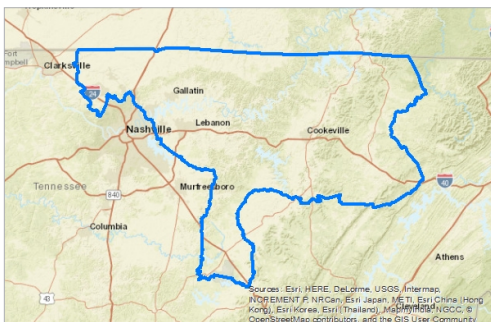 Fort
Campbell
Clarksville
24
Gallatin
Lebanon
Nashville
Cookeville
Tennessee
840
Murfreesboro
40
Columbia
Athens
43
Cleveland
Sources: Esri, HERE, DeLorme, USGS, Intermap,
INCREMENT P, NRCan, Esri Japan, METI, Esri China (Hong
Kong), Esri Korea, Esri (Thailand), MapmyIndia, NGCC, ©
OpenStreetMap contributors, and the GIS User Community